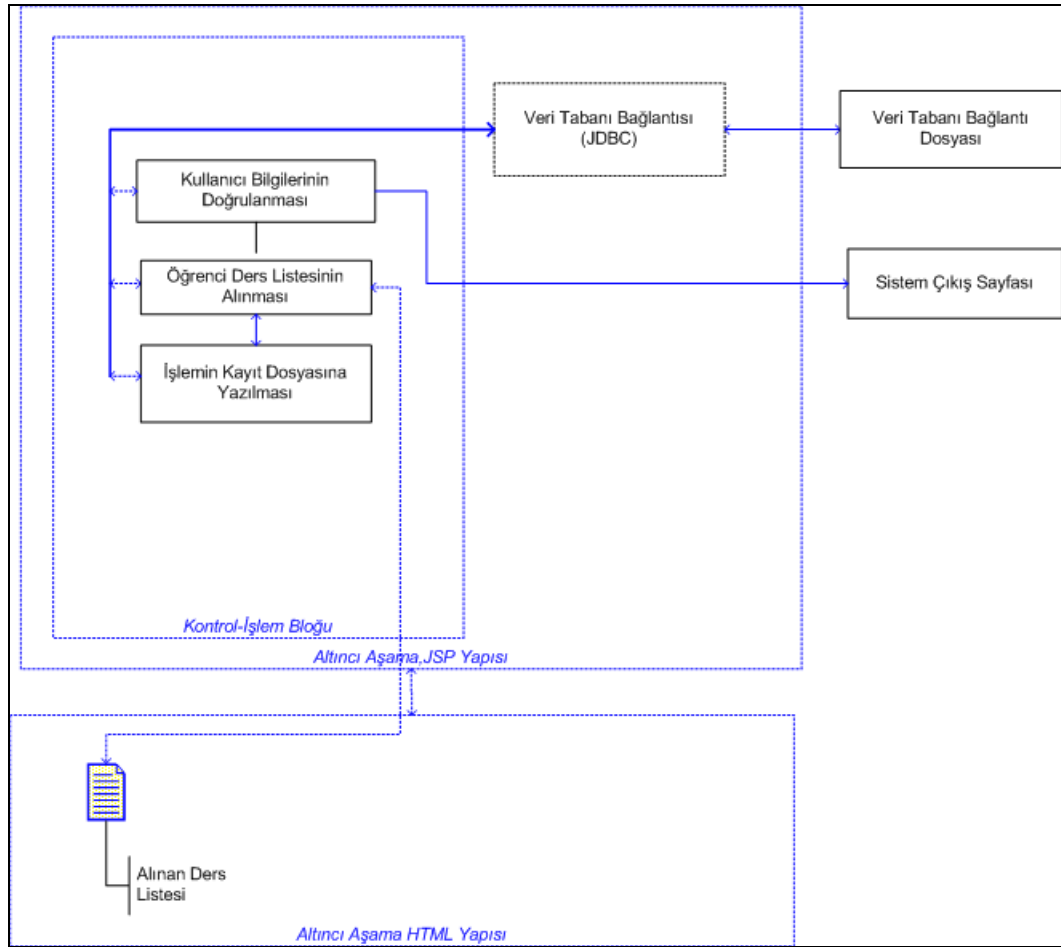 Veri Tabanı Bağlantısı
(JDBC)
Veri Tabanı Bağlantı
Dosyası
Kullanıcı Bilgilerinin
Doğrulanması
Öğrenci Ders Listesinin
Alınması
Sistem Çıkış Sayfası
İşlemin Kayıt Dosyasına
Yazılması
Kontrol-İşlem Bloğu
Altıncı Aşama,JSP Yapısı
Alınan Ders
Listesi
Altıncı Aşama HTML Yapısı